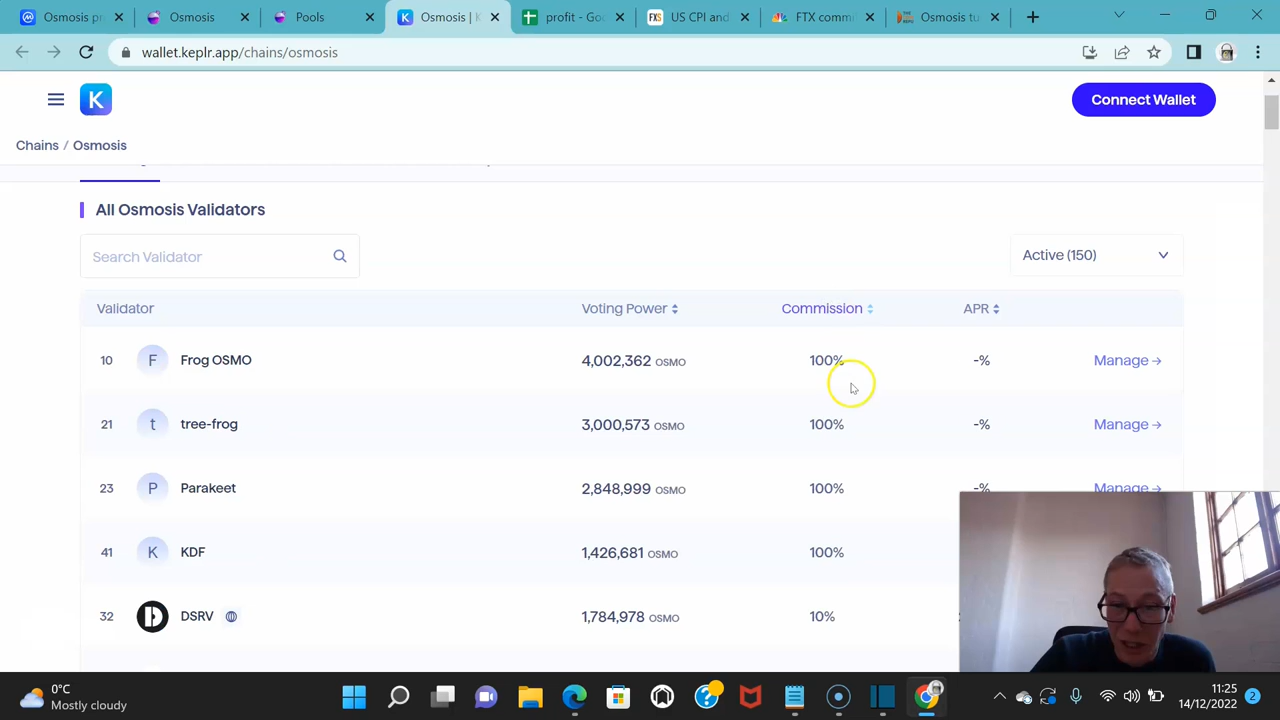 Osmosis pr
Osmosis
Pools
Osmosis | K
profit - Goo
FXS
US CPI and
FTX comm
Osmosis tu
wallet.keplr.app/chains/osmosis
K
Connect Wallet
Chains / Osmosis
All Osmosis Validators
Search Validator
Active (150)
Validator Voting Power Commission APR
10 F Frog OSMO 4,002,362 OSMO 100% -% Manage →
21 t tree-frog 3,000,573 OSMO 100% -% Manage →
23 P Parakeet 2,848,999 OSMO 100% -% Manage →
41 K KDF 1,426,681 OSMO 100%
32 DSRV 1,784,978 OSMO 10%
0°C
Mostly cloudy
11:25
14/12/2022
2